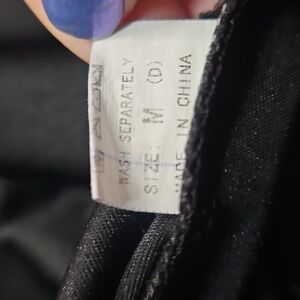 WASH SEPARATELY
SIZE: M (D)
MADE IN CHINA